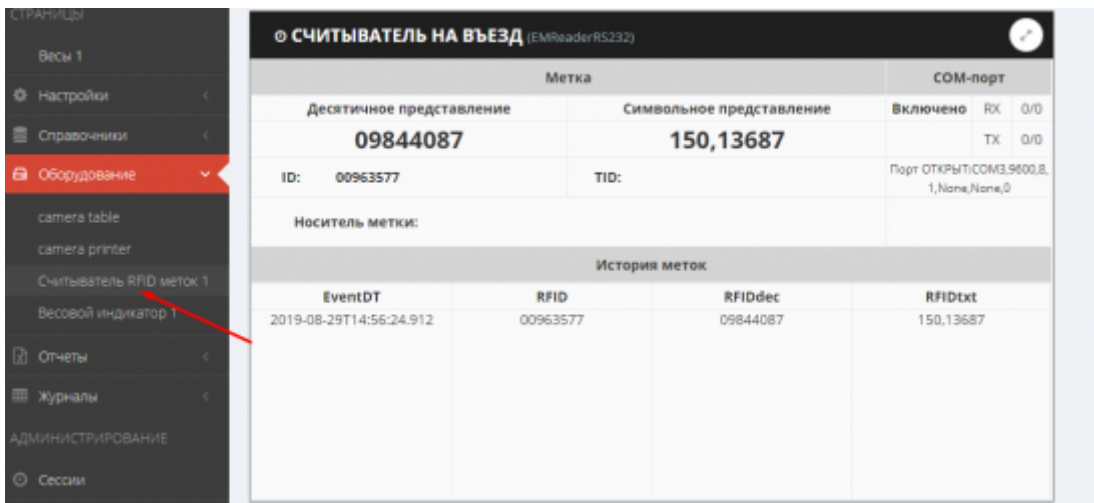 СТРАНИЦЫ
Весы 1
Настройки
Справочники
Оборудование
camera table
camera printer
Считыватель RFID меток 1
Весовой индикатор 1
Отчеты
Журналы
АДМИНИСТРИРОВАНИЕ
Сессии
СЧИТЫВАТЕЛЬ НА ВЪЕЗД (EMReaderRS232)
Метка COM-порт
Десятичное представление Символьное представление Включено RX 0/0
09844087 150,13687 TX 0/0
ID: 00963577 TID: Порт ОТКРЫТ:COM3,9600,8,
1,None,None,0
Носитель метки:
История меток
EventDT RFID RFIDdec RFIDtxt
2019-08-29T14:56:24.912 00963577 09844087 150,13687